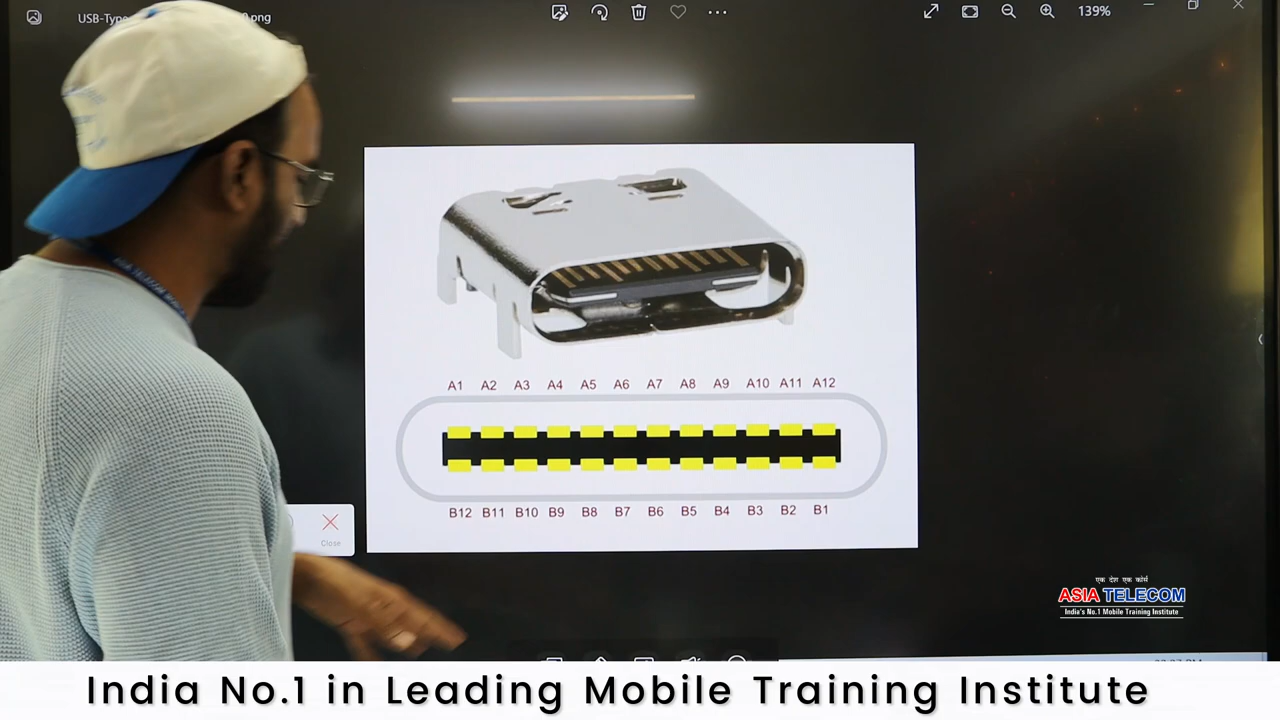 USB-Type
.png
139%
A1 A2 A3 A4 A5 A6 A7 A8 A9 A10 A11 A12
B12 B11 B10 B9 B8 B7 B6 B5 B4 B3 B2 B1
Close
एक देश एक कोर्स
ASIA TELECOM
India's No.1 Mobile Training Institute
India No.1 in Leading Mobile Training Institute